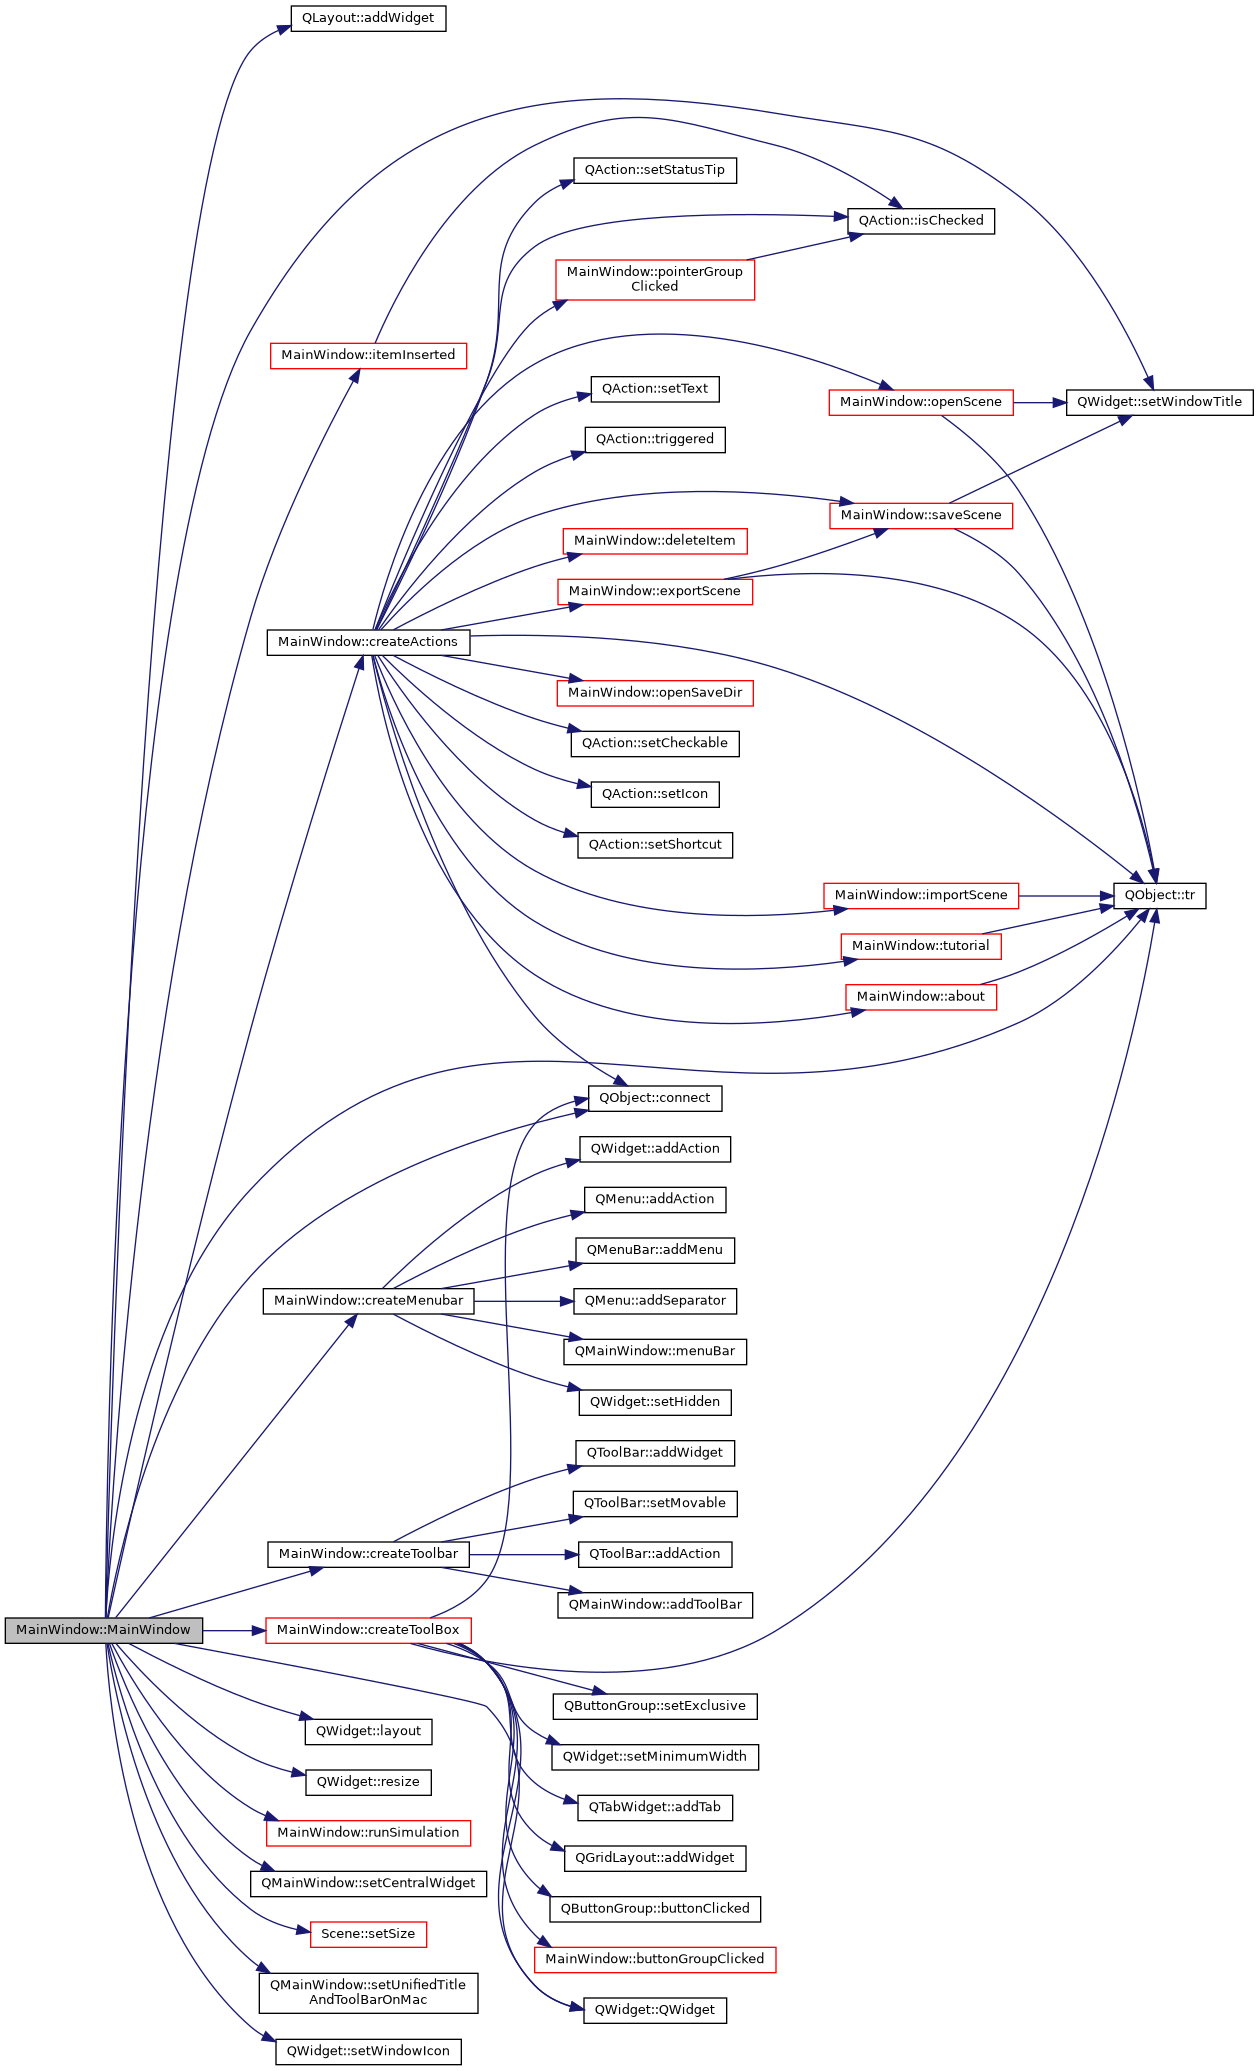 QLayout::addWidget
QAction::setStatusTip
QAction::isChecked
MainWindow::pointerGroup
Clicked
MainWindow::itemInserted
QAction::setText
MainWindow::openScene
QWidget::setWindowTitle
QAction::triggered
MainWindow::saveScene
MainWindow::deleteItem
MainWindow::exportScene
MainWindow::createActions
MainWindow::openSaveDir
QAction::setCheckable
QAction::setIcon
QAction::setShortcut
MainWindow::importScene
QObject::tr
MainWindow::tutorial
MainWindow::about
QObject::connect
QWidget::addAction
QMenu::addAction
QMenuBar::addMenu
MainWindow::createMenubar
QMenu::addSeparator
QMainWindow::menuBar
QWidget::setHidden
QToolBar::addWidget
QToolBar::setMovable
MainWindow::createToolbar
QToolBar::addAction
QMainWindow::addToolBar
MainWindow::MainWindow
MainWindow::createToolBox
QButtonGroup::setExclusive
QWidget::layout
QWidget::setMinimumWidth
QWidget::resize
QTabWidget::addTab
MainWindow::runSimulation
QGridLayout::addWidget
QMainWindow::setCentralWidget
QButtonGroup::buttonClicked
Scene::setSize
MainWindow::buttonGroupClicked
QMainWindow::setUnifiedTitle
AndToolBarOnMac
QWidget::QWidget
QWidget::setWindowIcon